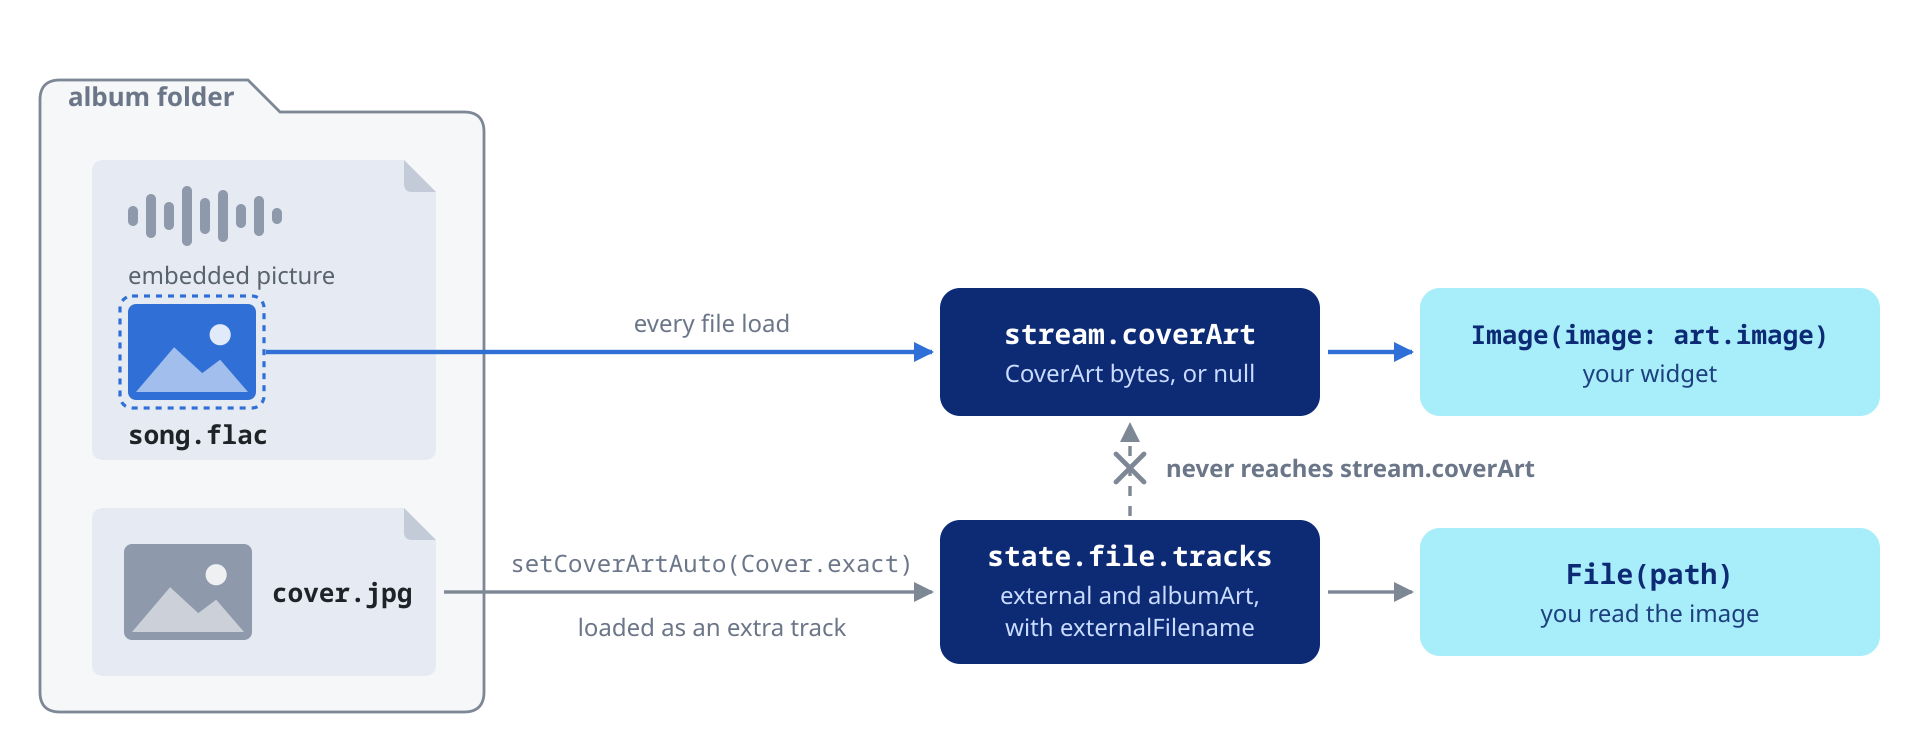 album folder
embedded picture
song.flac
every file load
stream.coverArt
CoverArt bytes, or null
Image(image: art.image)
your widget
never reaches stream.coverArt
cover.jpg
setCoverArtAuto(Cover.exact)
loaded as an extra track
state.file.tracks
external and albumArt,
with externalFilename
File(path)
you read the image